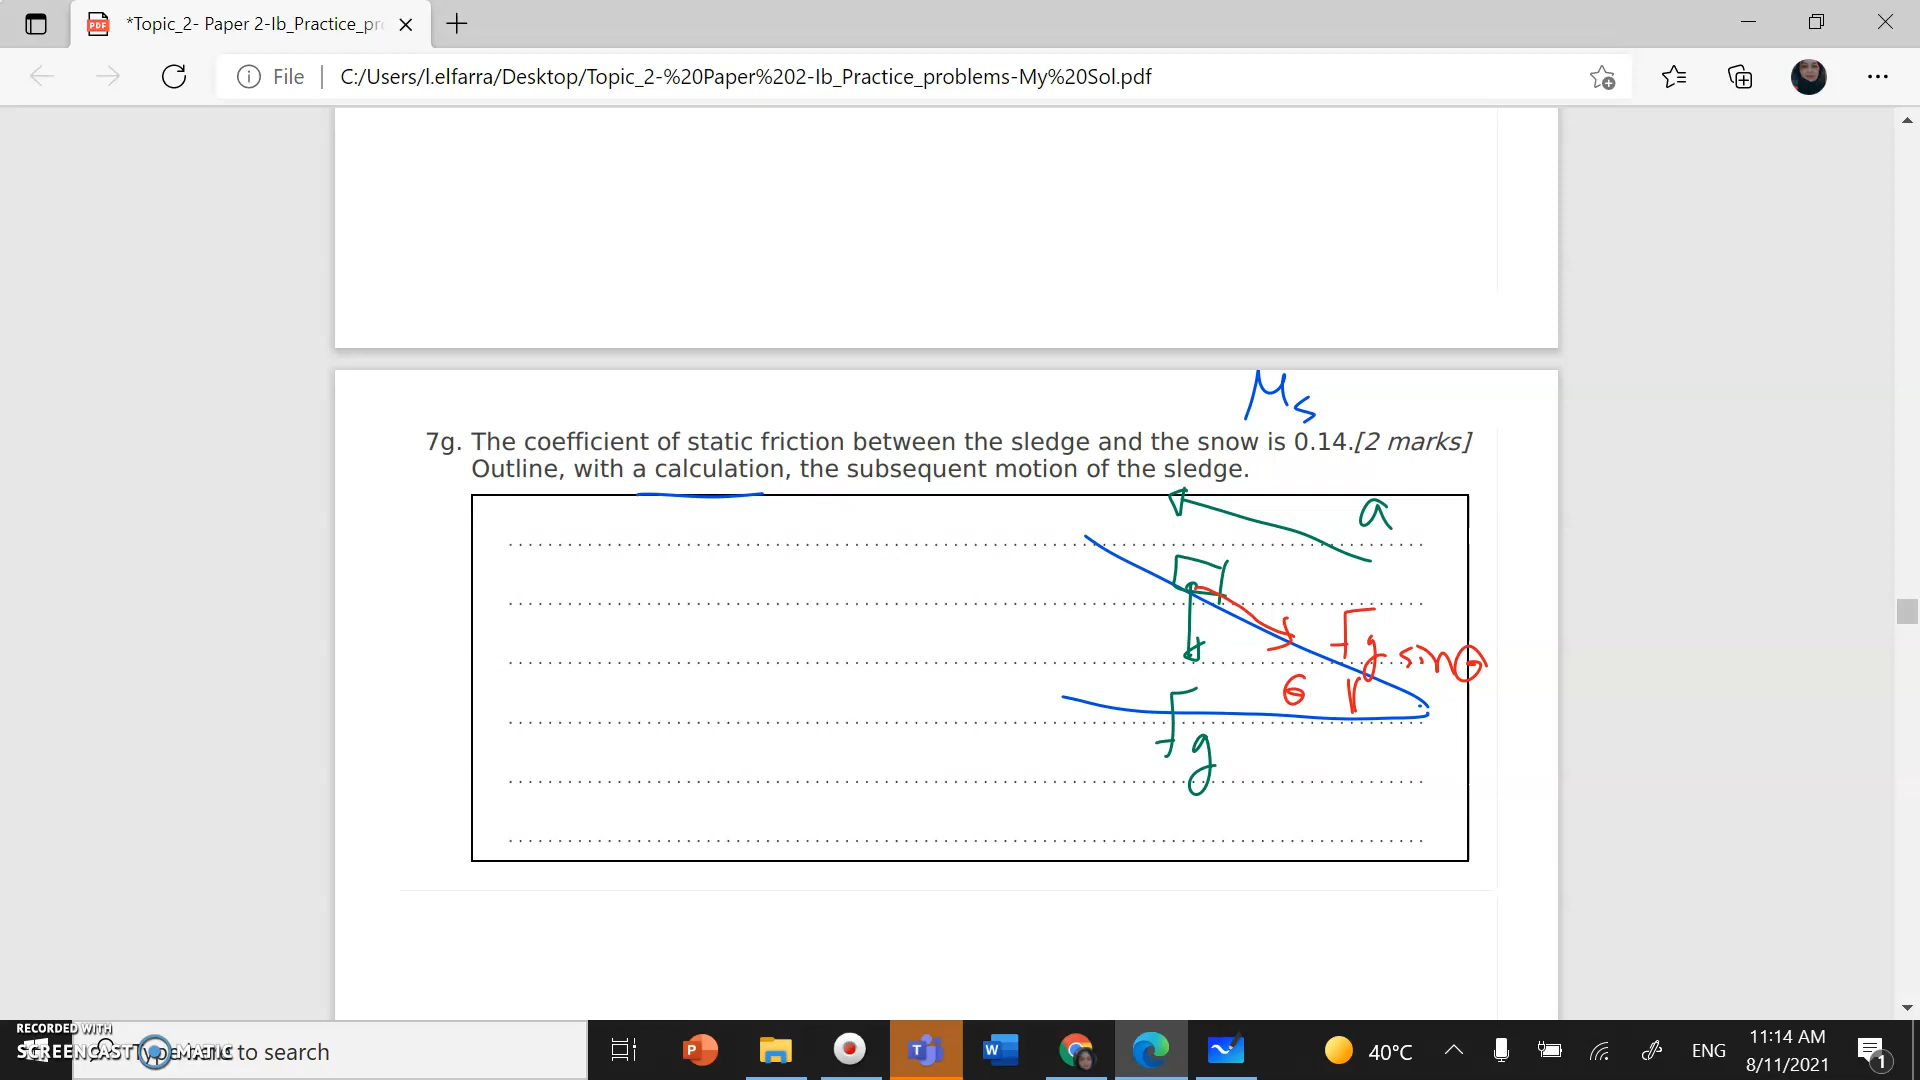 *Topic_2- Paper 2-Ib_Practice_pr
File
C:/Users/l.elfarra/Desktop/Topic_2-%20Paper%202-Ib_Practice_problems-My%20Sol.pdf
μs
7g. The coefficient of static friction between the sledge and the snow is 0.14.[2 marks]
Outline, with a calculation, the subsequent motion of the sledge.
a
Fg sinθ
θ
Fg
RECORDED WITH
SCREENCAST MATIC
to search
40°C
ENG
11:14 AM
8/11/2021
1